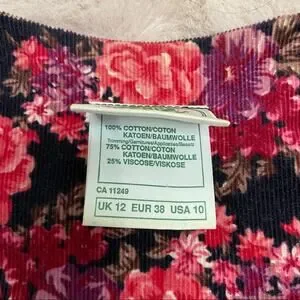 100% COTTON/COTON
KATOEN/BAUMWOLLE
Trimming/Garnitures/Applicaties/Besatz
75% COTTON/COTON
KATOEN/BAUMWOLLE
25% VISCOSE/VISKOSE
CA 11249
UK 12 EUR 38 USA 10